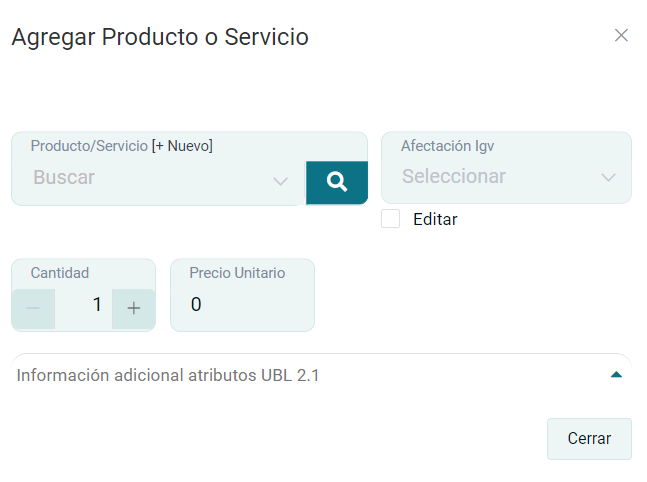 Agregar Producto o Servicio
Producto/Servicio [+ Nuevo]
Buscar
Afectación Igv
Seleccionar
Editar
Cantidad
1
Precio Unitario
0
Información adicional atributos UBL 2.1
Cerrar